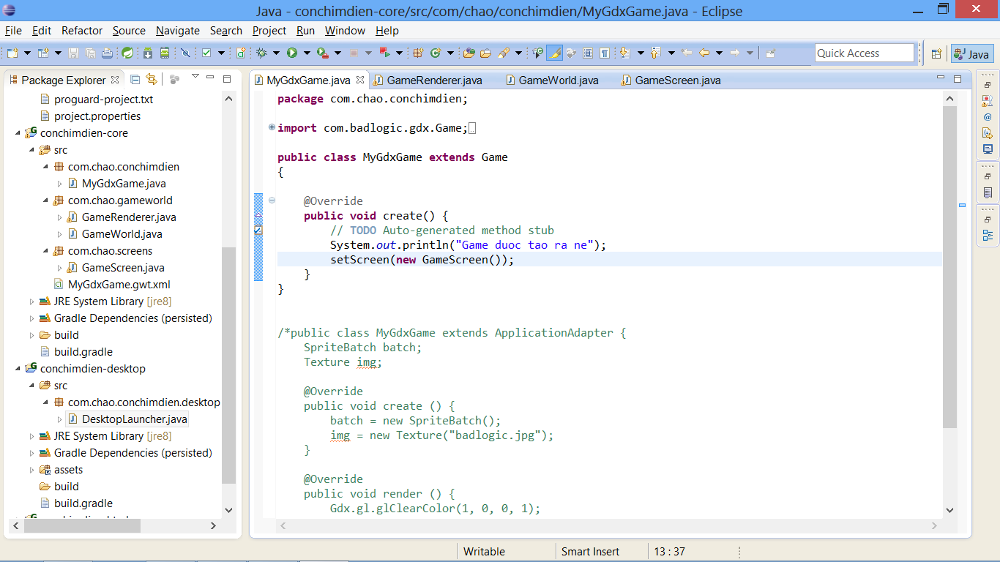 Java - conchimdien-core/src/com/chao/conchimdien/MyGdxGame.java - Eclipse
File Edit Refactor Source Navigate Search Project Run Window Help
Quick Access
Java
Package Explorer
proguard-project.txt
project.properties
conchimdien-core
src
com.chao.conchimdien
MyGdxGame.java
com.chao.gameworld
GameRenderer.java
GameWorld.java
com.chao.screens
GameScreen.java
MyGdxGame.gwt.xml
JRE System Library [jre8]
Gradle Dependencies (persisted)
build
build.gradle
conchimdien-desktop
src
com.chao.conchimdien.desktop
DesktopLauncher.java
JRE System Library [jre8]
Gradle Dependencies (persisted)
assets
build
build.gradle
MyGdxGame.java GameRenderer.java GameWorld.java GameScreen.java
package com.chao.conchimdien;
import com.badlogic.gdx.Game;
public class MyGdxGame extends Game
{
@Override
public void create() {
// TODO Auto-generated method stub
System.out.println("Game duoc tao ra ne");
setScreen(new GameScreen());
}
}
/*public class MyGdxGame extends ApplicationAdapter {
SpriteBatch batch;
Texture img;
@Override
public void create () {
batch = new SpriteBatch();
img = new Texture("badlogic.jpg");
}
@Override
public void render () {
Gdx.gl.glClearColor(1, 0, 0, 1);
Writable Smart Insert 13 : 37